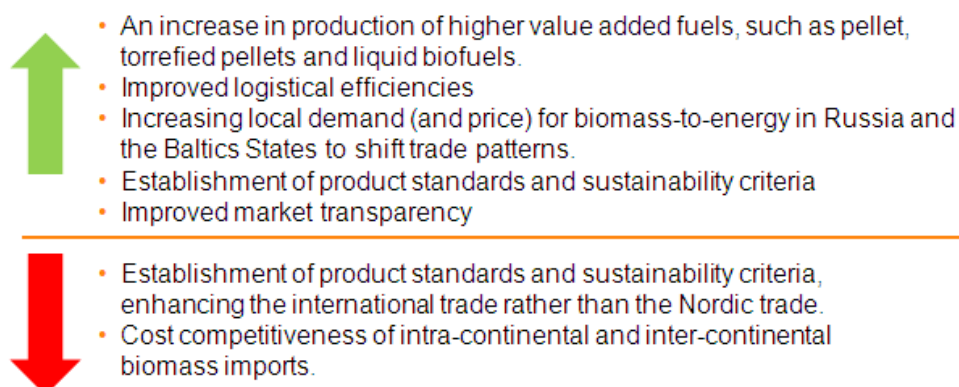 • An increase in production of higher value added fuels, such as pellet,
torrefied pellets and liquid biofuels.
• Improved logistical efficiencies
• Increasing local demand (and price) for biomass-to-energy in Russia and
the Baltics States to shift trade patterns.
• Establishment of product standards and sustainability criteria
• Improved market transparency
• Establishment of product standards and sustainability criteria,
enhancing the international trade rather than the Nordic trade.
• Cost competitiveness of intra-continental and inter-continental
biomass imports.